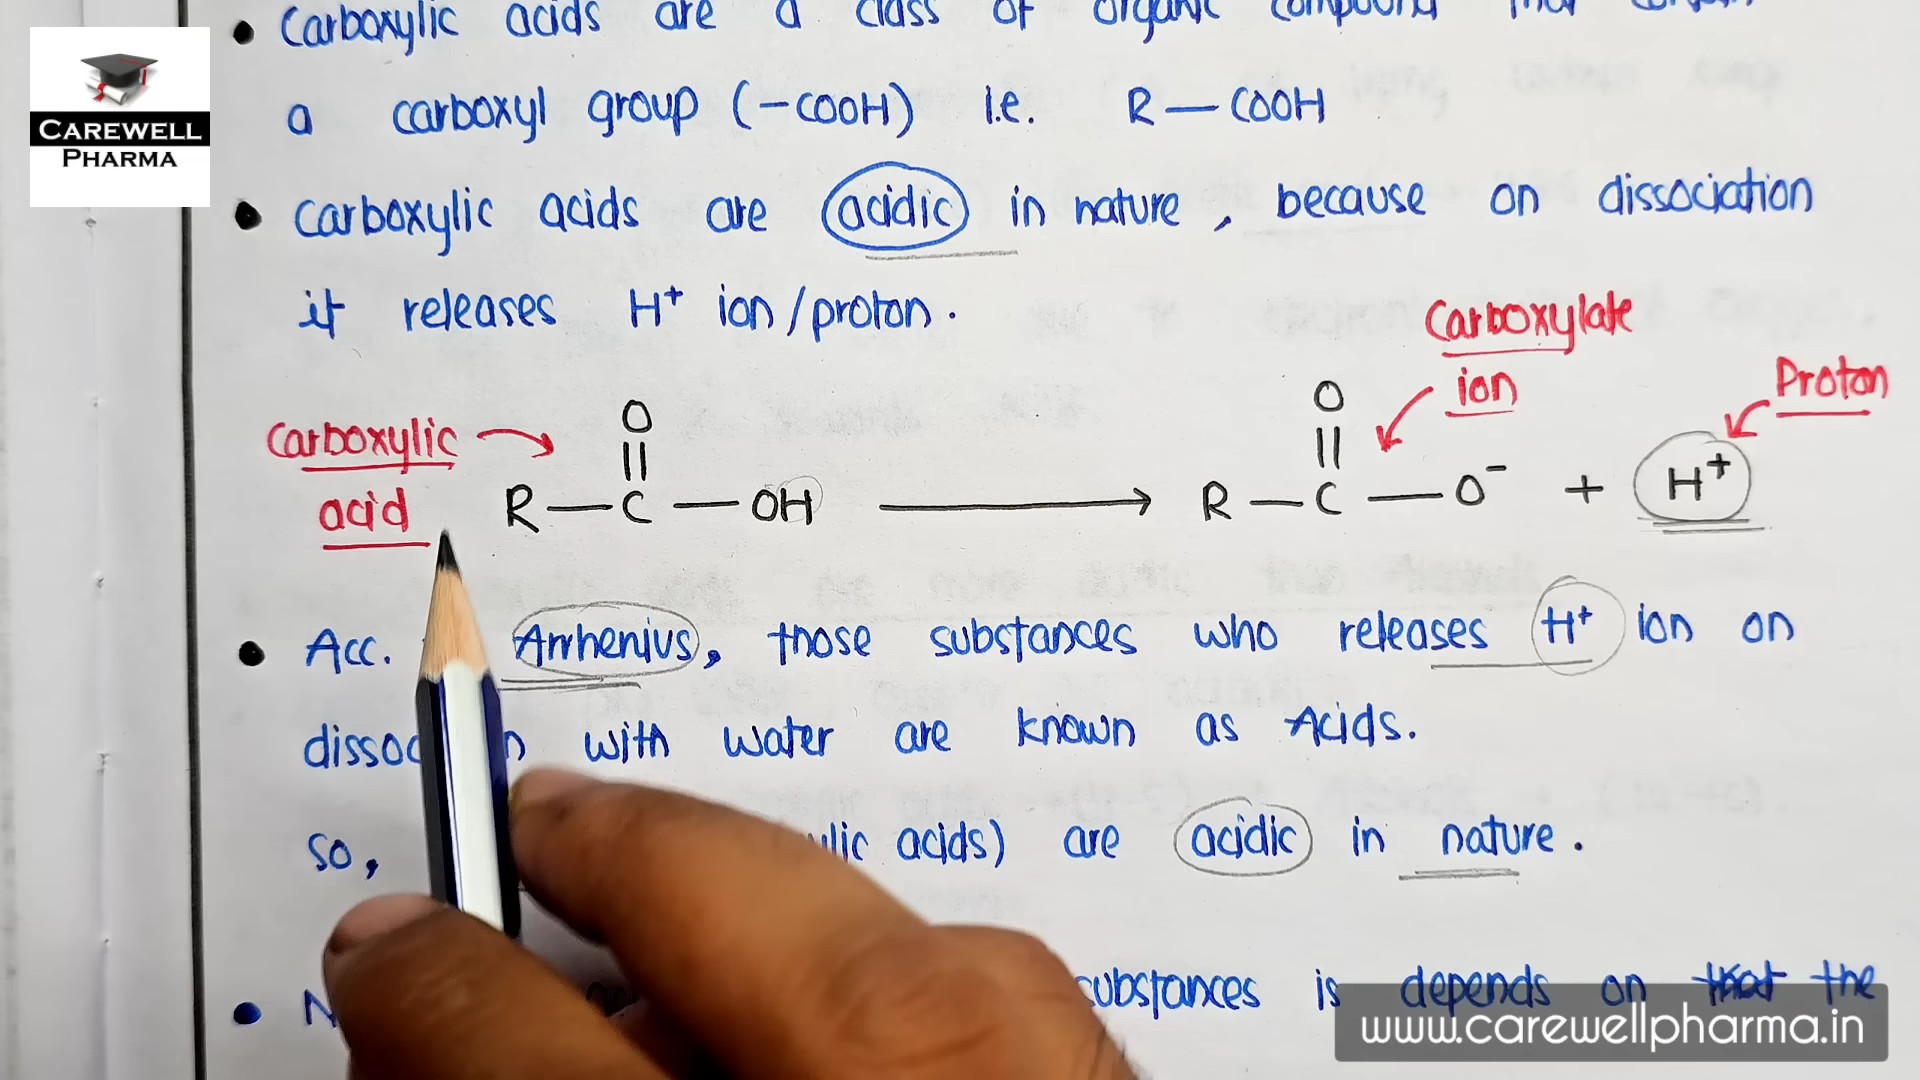 CAREWELL
PHARMA
• Carboxylic acids are a class of organic compound that contain
a carboxyl group (-COOH) i.e. R — COOH
• Carboxylic acids are acidic in nature, because on dissociation
it releases H⁺ ion/proton.
Carboxylic acid
R — C — OH
O
||
⟶
Carboxylate ion
R — C — O⁻
O
||
+ H⁺
Proton
• Acc. Arrhenius, those substances who releases H⁺ ion on
with water are known as Acids.
So, acids) are acidic in nature.
substances is depends on the
www.carewellpharma.in